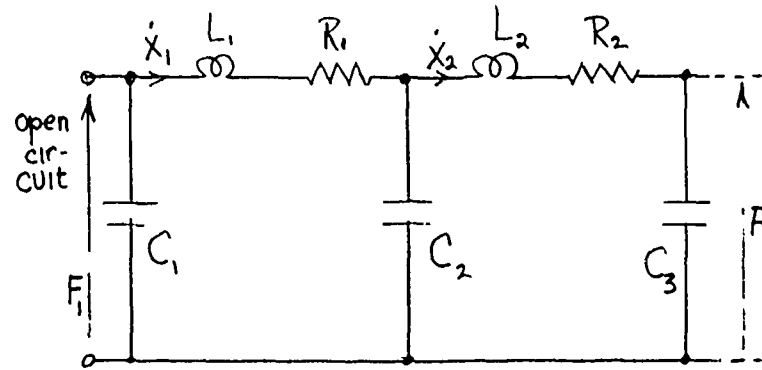 Ẋ₁ L₁ R₁ Ẋ₂ L₂ R₂
open
cir-
cuit
C₁ C₂ C₃
F₁ F